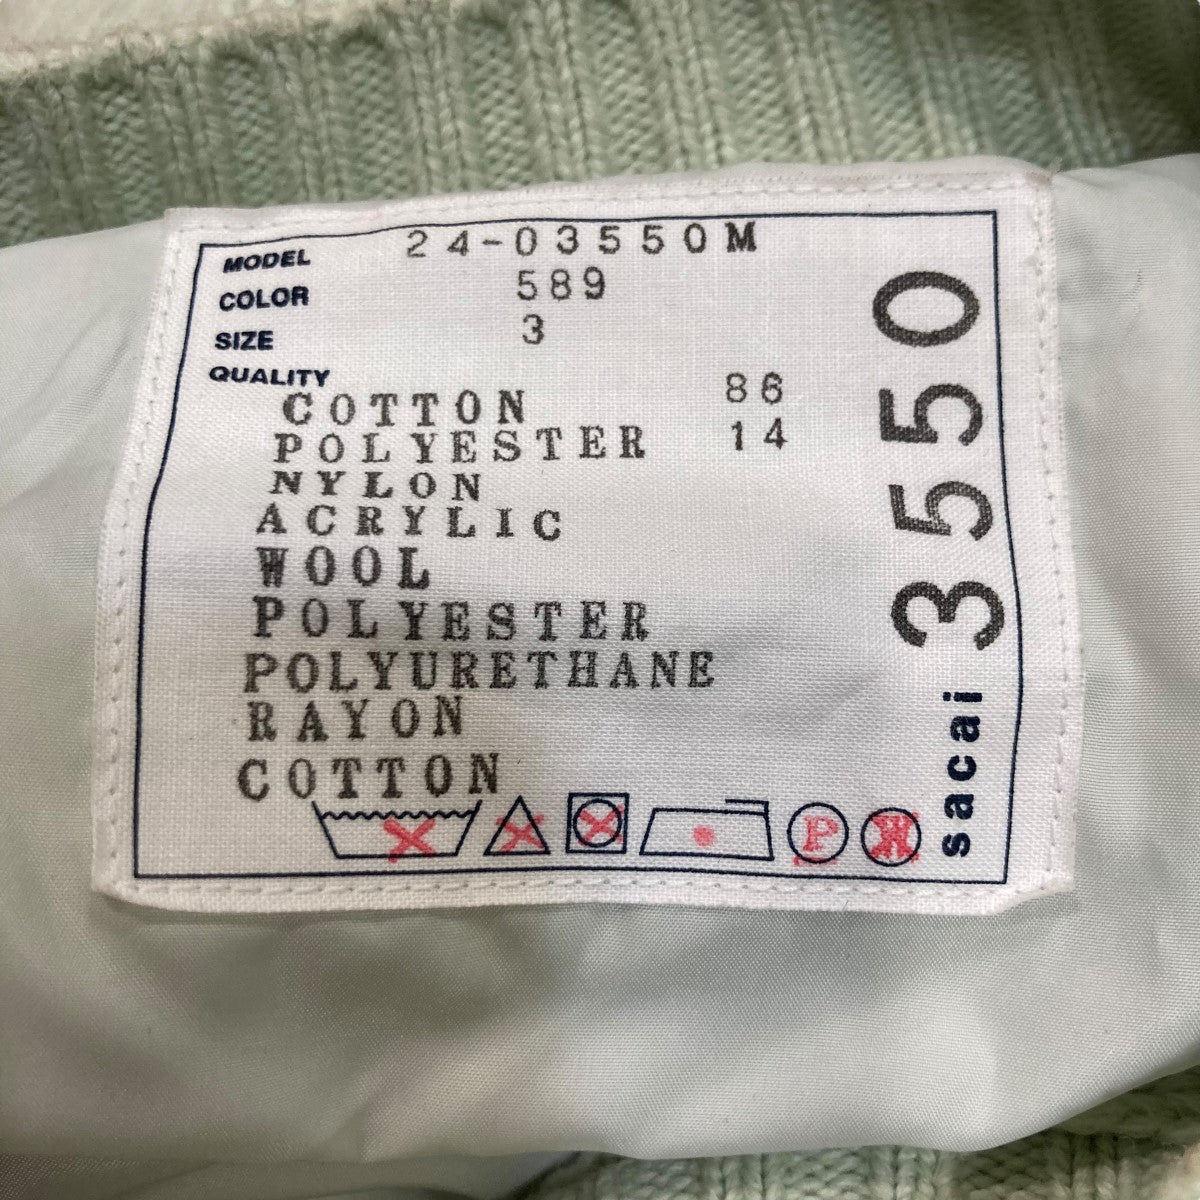 MODEL 24-03550M
COLOR 589
SIZE 3
QUALITY
COTTON 86
POLYESTER 14
NYLON
ACRYLIC
WOOL
POLYESTER
POLYURETHANE
RAYON
COTTON
P W
sacai 3550